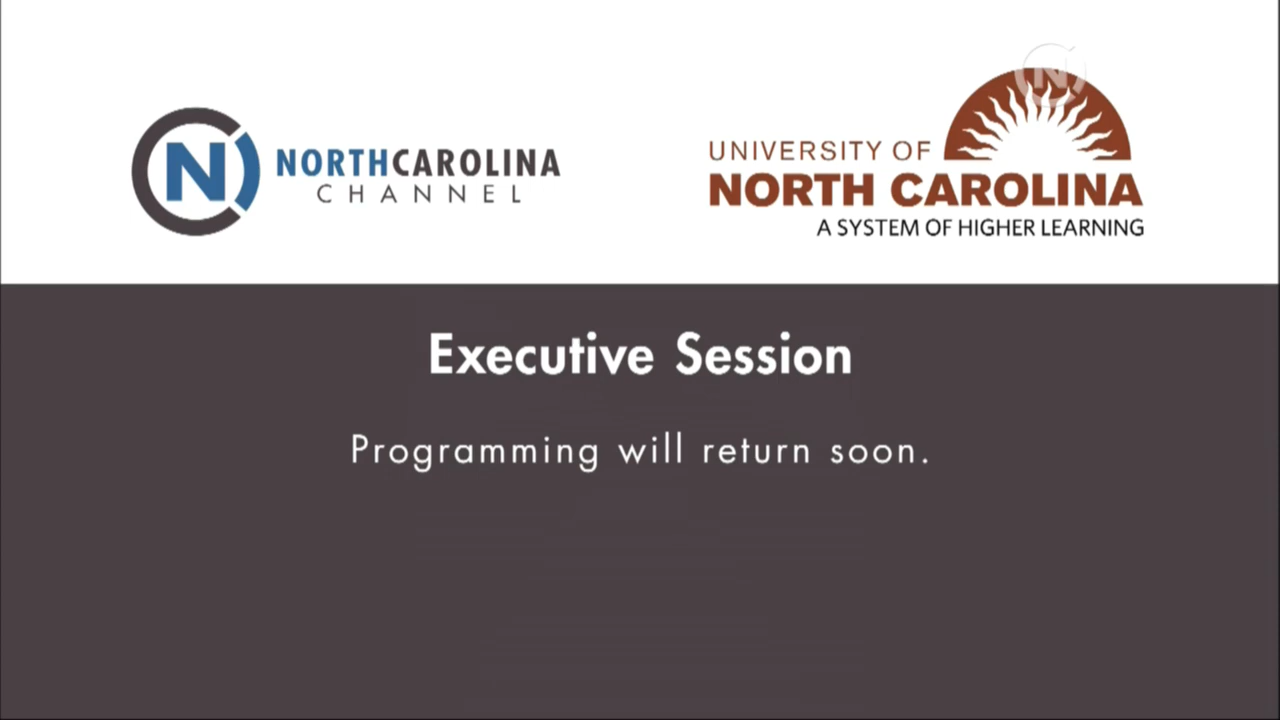 N
NORTHCAROLINA
CHANNEL
UNIVERSITY OF
NORTH CAROLINA
A SYSTEM OF HIGHER LEARNING
N
Executive Session
Programming will return soon.